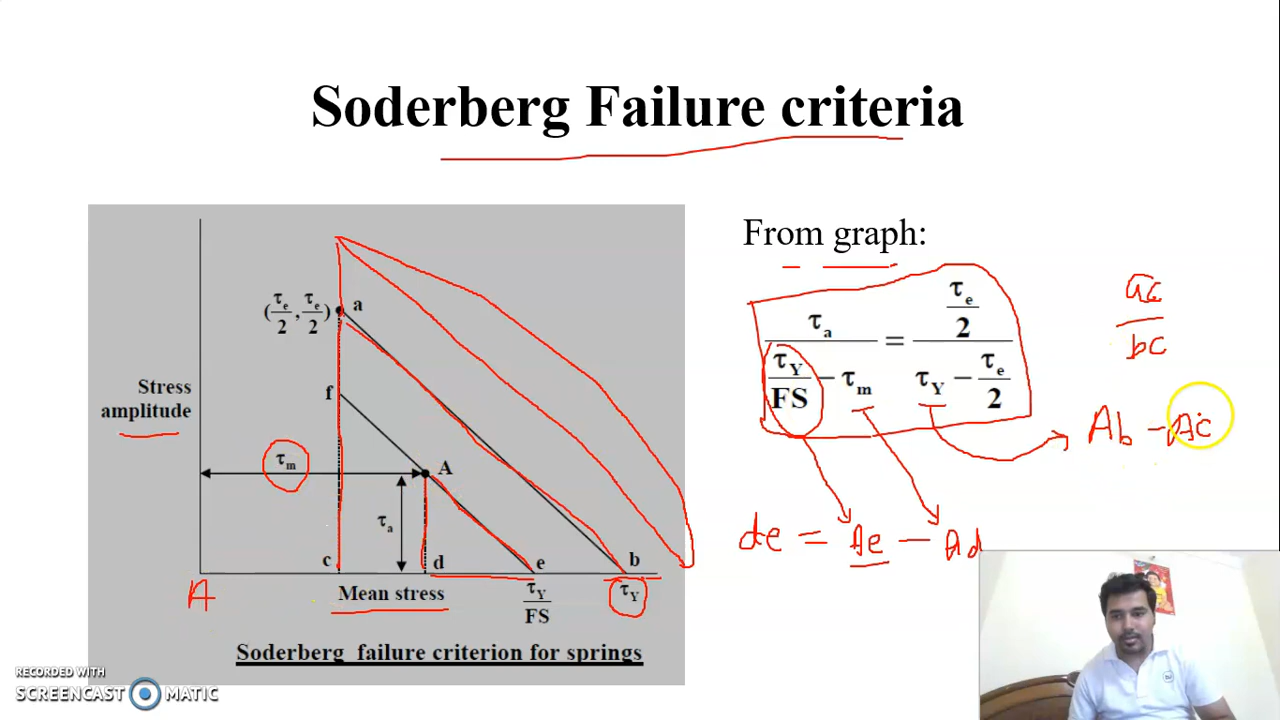 Soderberg Failure criteria
From graph:
(τe/2, τe/2)
a
Stress
amplitude
f
τm
A
τa
c
d
e
b
A
Mean stress
τY/FS
τY
Soderberg failure criterion for springs
τa / (τY/FS − τm) = (τe/2) / (τY − τe/2)
ac
bc
Ab - Ac
de = Ae - Ad
RECORDED WITH
SCREENCAST MATIC